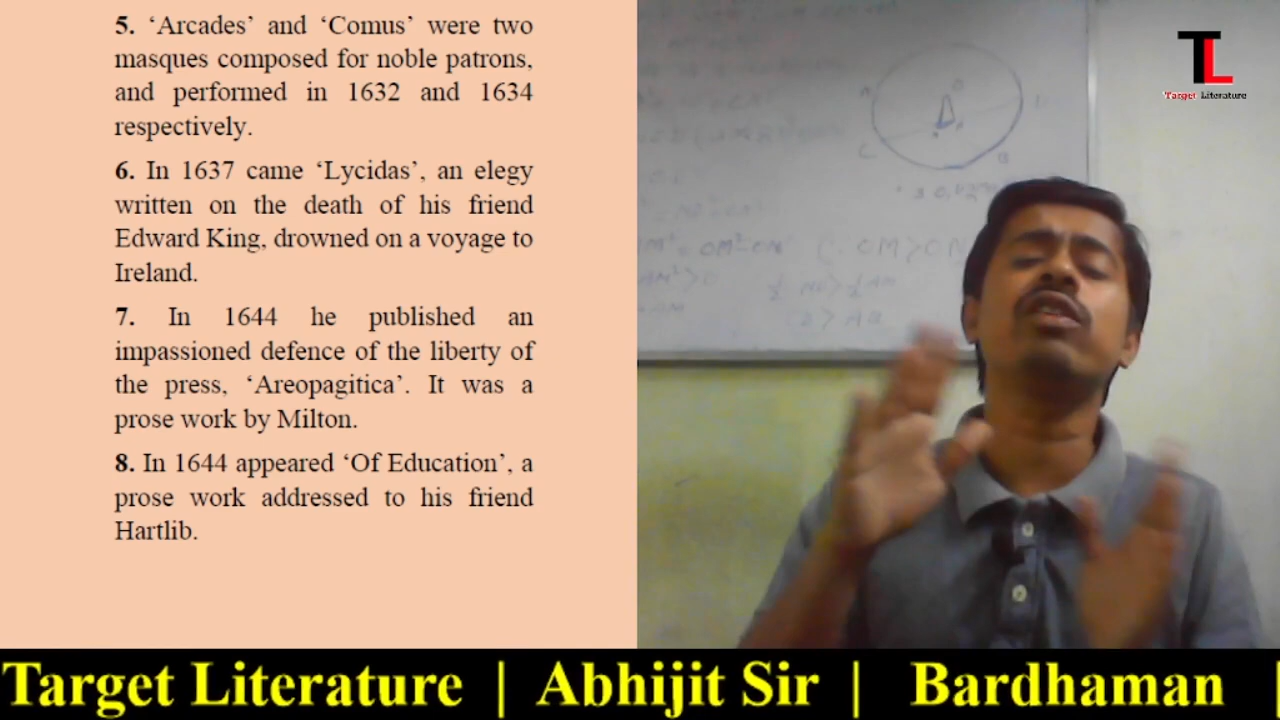 5. ‘Arcades’ and ‘Comus’ were two
masques composed for noble patrons,
and performed in 1632 and 1634
respectively.
6. In 1637 came ‘Lycidas’, an elegy
written on the death of his friend
Edward King, drowned on a voyage to
Ireland.
7. In 1644 he published an
impassioned defence of the liberty of
the press, ‘Areopagitica’. It was a
prose work by Milton.
8. In 1644 appeared ‘Of Education’, a
prose work addressed to his friend
Hartlib.
TL
Target Literature
A
C
B
OM > ON
Target Literature | Abhijit Sir | Bardhaman |